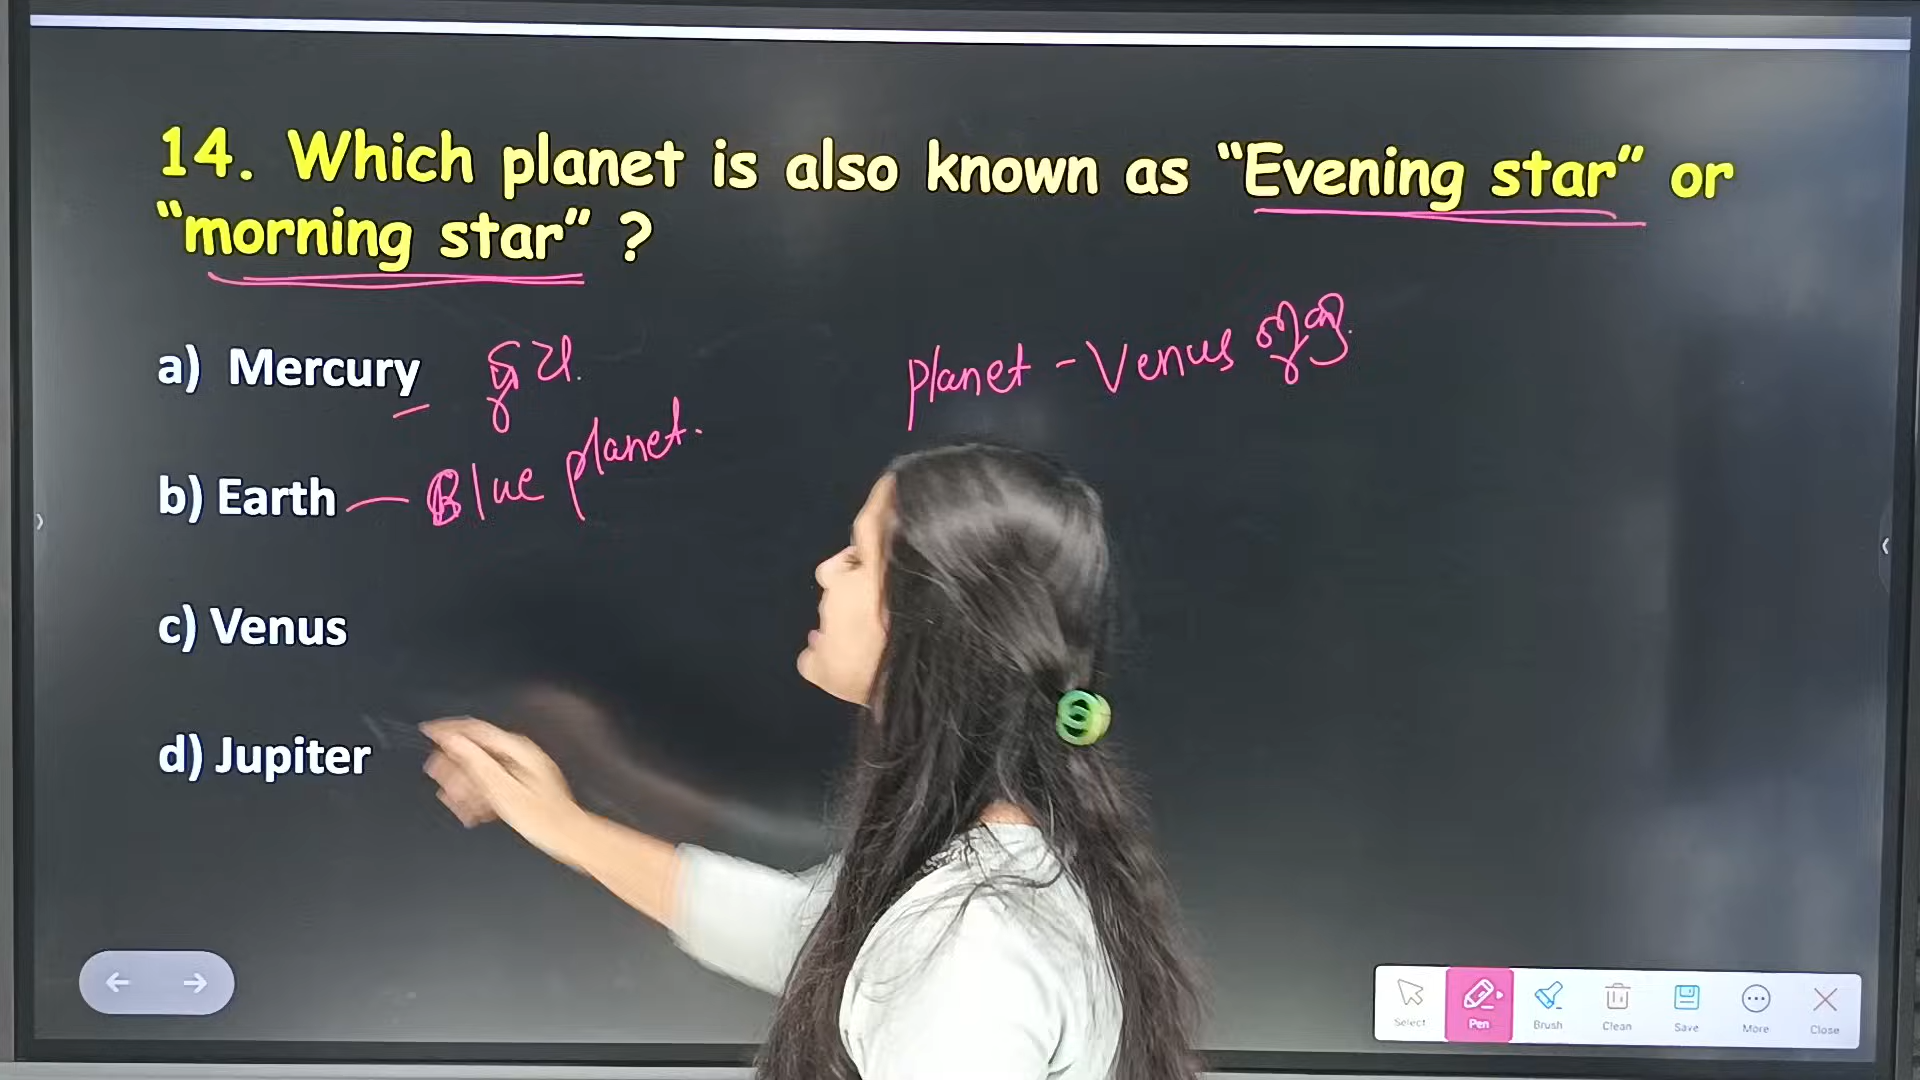 14. Which planet is also known as “Evening star” or
“morning star” ?
a) Mercury
planet - Venus
b) Earth — Blue planet.
c) Venus
d) Jupiter
Select Pen Brush Clean Save More Close